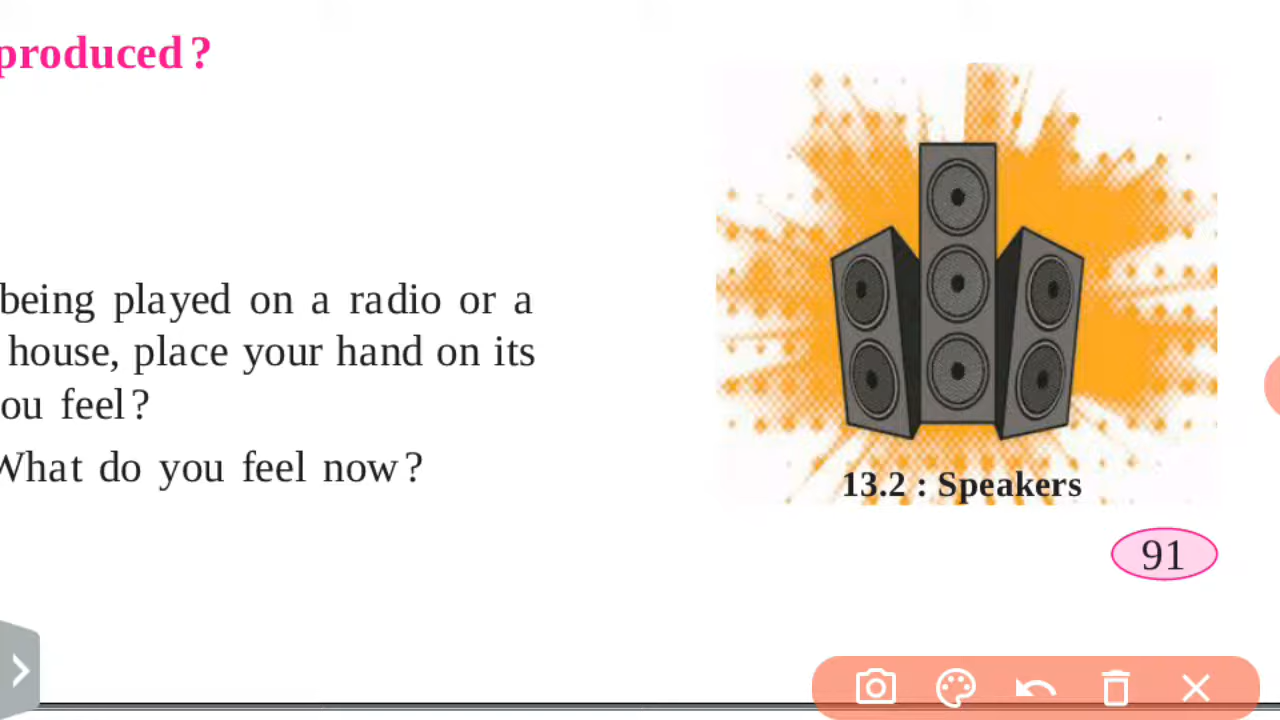 produced ?
being played on a radio or a
house, place your hand on its
ou feel ?
What do you feel now ?
13.2 : Speakers
91